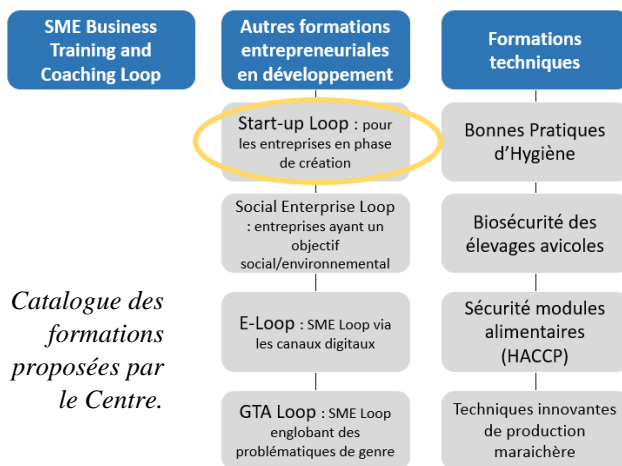 SME Business
Training and
Coaching Loop
Autres formations
entrepreneuriales
en développement
Start-up Loop : pour
les entreprises en phase
de création
Social Enterprise Loop
: entreprises ayant un
objectif
social/environnemental
E-Loop : SME Loop via
les canaux digitaux
GTA Loop : SME Loop
englobant des
problématiques de genre
Formations
techniques
Bonnes Pratiques
d'Hygiène
Biosécurité des
élevages avicoles
Sécurité modules
alimentaires
(HACCP)
Techniques innovantes
de production
maraichère
Catalogue des
formations
proposées par
le Centre.